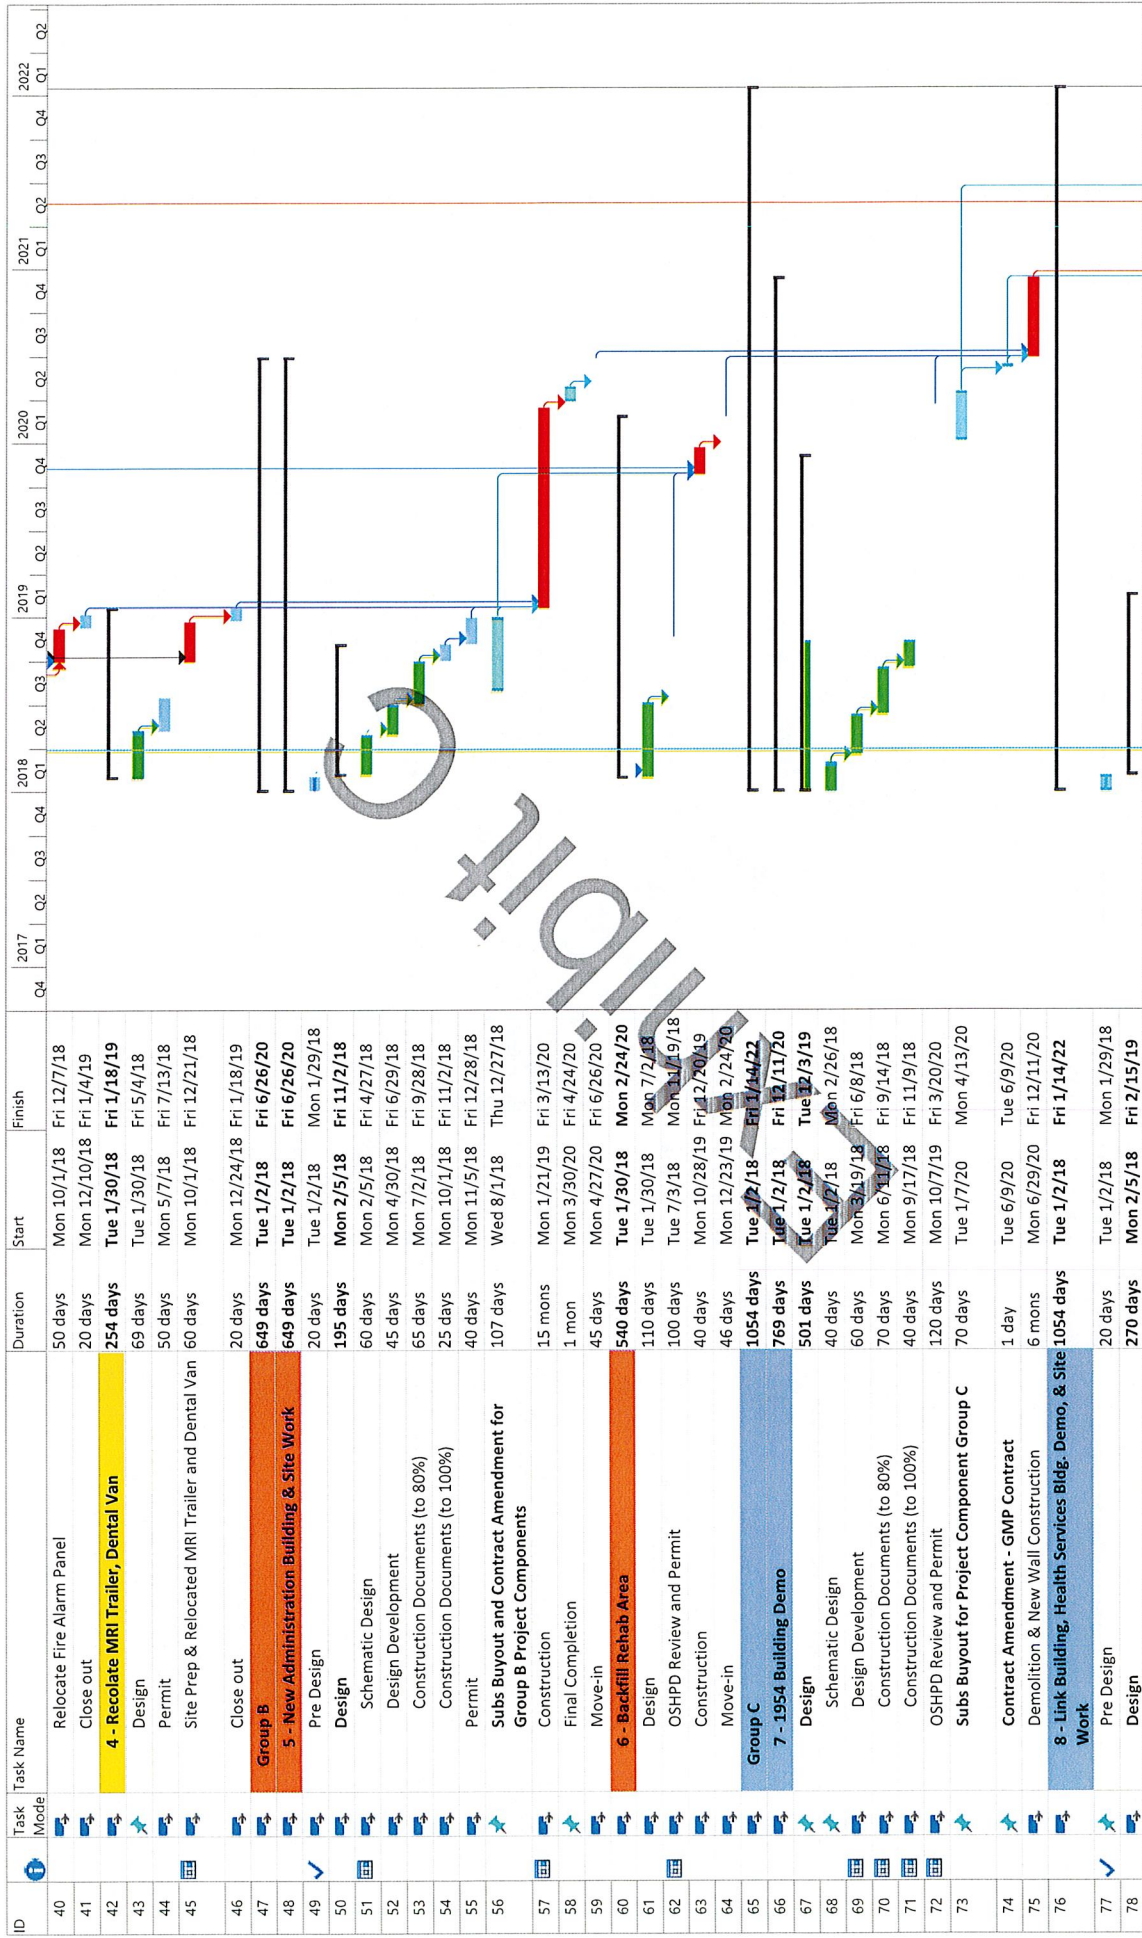 ID Task Mode Task Name Duration Start Finish
2017 2018 2019 2020 2021 2022
Q4 Q1 Q2 Q3 Q4 Q1 Q2 Q3 Q4 Q1 Q2 Q3 Q4 Q1 Q2 Q3 Q4 Q1 Q2 Q3 Q4 Q1 Q2
40 Relocate Fire Alarm Panel 50 days Mon 10/1/18 Fri 12/7/18
41 Close out 20 days Mon 12/10/18 Fri 1/4/19
42 4 - Recolate MRI Trailer, Dental Van 254 days Tue 1/30/18 Fri 1/18/19
43 Design 69 days Tue 1/30/18 Fri 5/4/18
44 Permit 50 days Mon 5/7/18 Fri 7/13/18
45 Site Prep & Relocated MRI Trailer and Dental Van 60 days Mon 10/1/18 Fri 12/21/18
46 Close out 20 days Mon 12/24/18 Fri 1/18/19
47 Group B 649 days Tue 1/2/18 Fri 6/26/20
48 5 - New Administration Building & Site Work 649 days Tue 1/2/18 Fri 6/26/20
49 Pre Design 20 days Tue 1/2/18 Mon 1/29/18
50 Design 195 days Mon 2/5/18 Fri 11/2/18
51 Schematic Design 60 days Mon 2/5/18 Fri 4/27/18
52 Design Development 45 days Mon 4/30/18 Fri 6/29/18
53 Construction Documents (to 80%) 65 days Mon 7/2/18 Fri 9/28/18
54 Construction Documents (to 100%) 25 days Mon 10/1/18 Fri 11/2/18
55 Permit 40 days Mon 11/5/18 Fri 12/28/18
56 Subs Buyout and Contract Amendment for 107 days Wed 8/1/18 Thu 12/27/18
Group B Project Components
57 Construction 15 mons Mon 1/21/19 Fri 3/13/20
58 Final Completion 1 mon Mon 3/30/20 Fri 4/24/20
59 Move-in 45 days Mon 4/27/20 Fri 6/26/20
60 6 - Backfill Rehab Area 540 days Tue 1/30/18 Mon 2/24/20
61 Design 110 days Tue 1/30/18 Mon 7/2/18
62 OSHPD Review and Permit 100 days Tue 7/3/18 Mon 11/19/18
63 Construction 40 days Mon 10/28/19 Fri 12/20/19
64 Move-in 46 days Mon 12/23/19 Mon 2/24/20
65 Group C 1054 days Tue 1/2/18 Fri 1/14/22
66 7 - 1954 Building Demo 769 days Tue 1/2/18 Fri 12/11/20
67 Design 501 days Tue 1/2/18 Tue 12/3/19
68 Schematic Design 40 days Tue 1/2/18 Mon 2/26/18
69 Design Development 60 days Mon 3/19/18 Fri 6/8/18
70 Construction Documents (to 80%) 70 days Mon 6/11/18 Fri 9/14/18
71 Construction Documents (to 100%) 40 days Mon 9/17/18 Fri 11/9/18
72 OSHPD Review and Permit 120 days Mon 10/7/19 Fri 3/20/20
73 Subs Buyout for Project Component Group C 70 days Tue 1/7/20 Mon 4/13/20
74 Contract Amendment - GMP Contract 1 day Tue 6/9/20 Tue 6/9/20
75 Demolition & New Wall Construction 6 mons Mon 6/29/20 Fri 12/11/20
76 8 - Link Building, Health Services Bldg. Demo, & Site 1054 days Tue 1/2/18 Fri 1/14/22
Work
77 Pre Design 20 days Tue 1/2/18 Mon 1/29/18
78 Design 270 days Mon 2/5/18 Fri 2/15/19
Exhibit C